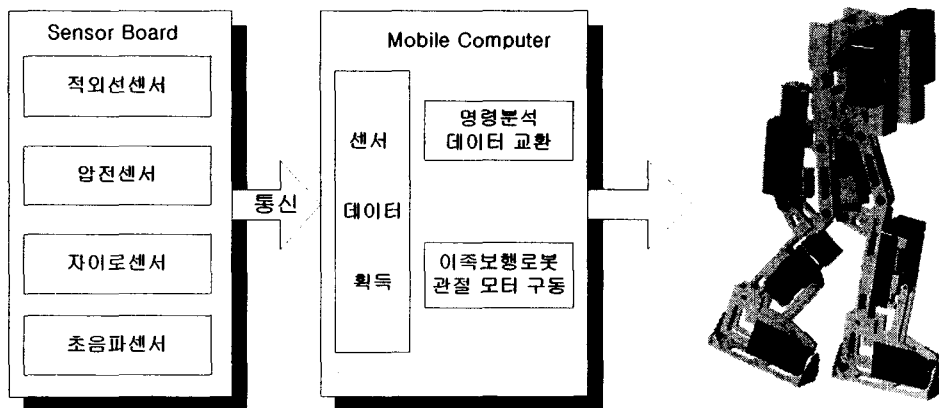 Sensor Board
적외선센서
압전센서
자이로센서
초음파센서
통신
Mobile Computer
센서
데이터
획득
명령분석
데이터 교환
이족보행로봇
관절 모터 구동